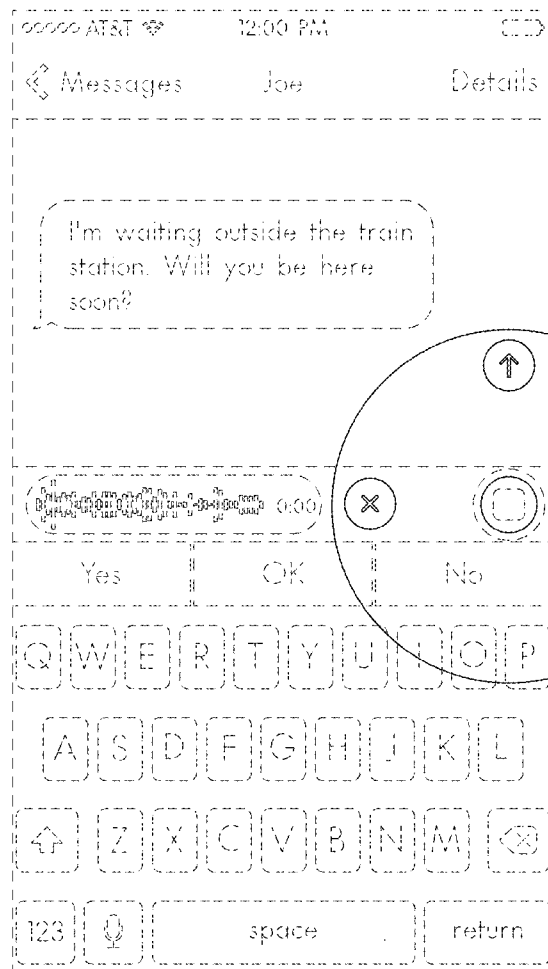 AT&T 12:00 PM
Messages Joe Details
I'm waiting outside the train
station. Will you be here
soon?
0:00
Yes OK No
Q W E R T Y U I O P
A S D F G H J K L
Z X C V B N M
123 space return